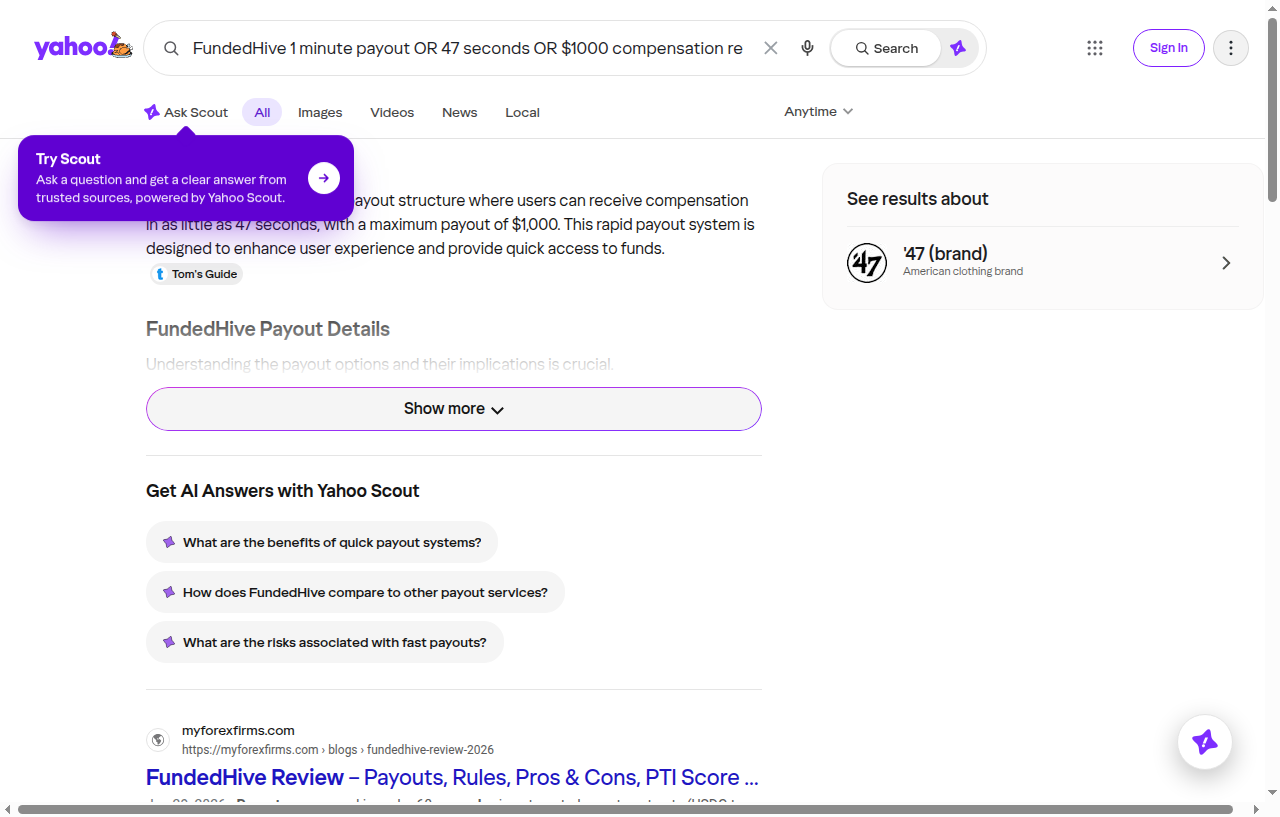 yahoo!
FundedHive 1 minute payout OR 47 seconds OR $1000 compensation re
Search
Sign In
Ask Scout
All
Images
Videos
News
Local
Anytime
Try Scout
Ask a question and get a clear answer from
trusted sources, powered by Yahoo Scout.
ayout structure where users can receive compensation
in as little as 47 seconds, with a maximum payout of $1,000. This rapid payout system is
designed to enhance user experience and provide quick access to funds.
Tom's Guide
FundedHive Payout Details
Understanding the payout options and their implications is crucial.
Show more
See results about
47
'47 (brand)
American clothing brand
Get AI Answers with Yahoo Scout
What are the benefits of quick payout systems?
How does FundedHive compare to other payout services?
What are the risks associated with fast payouts?
myforexfirms.com
https://myforexfirms.com › blogs › fundedhive-review-2026
FundedHive Review – Payouts, Rules, Pros & Cons, PTI Score ...